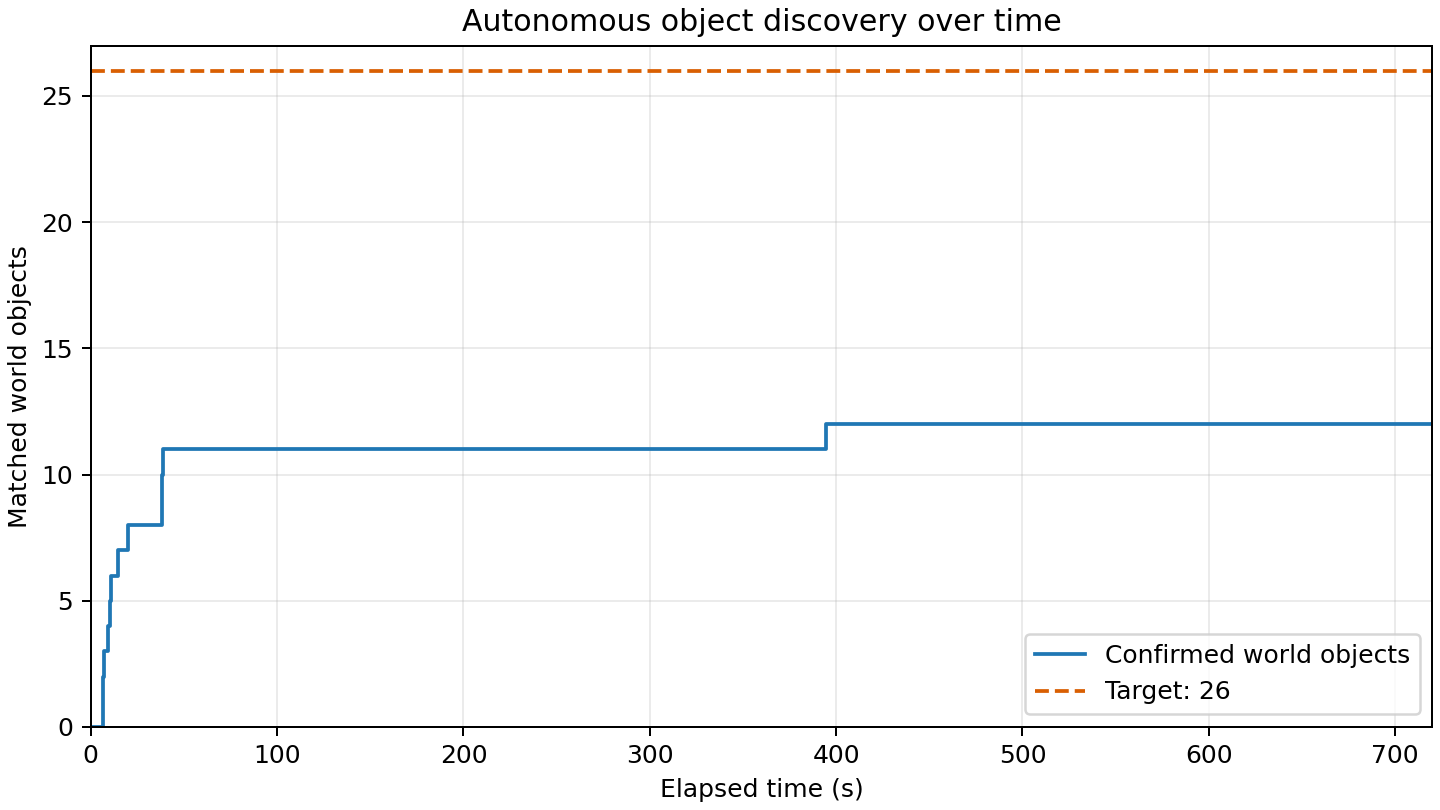 Autonomous object discovery over time
Matched world objects
25
20
15
10
5
0
0 100 200 300 400 500 600 700
Elapsed time (s)
Confirmed world objects
Target: 26